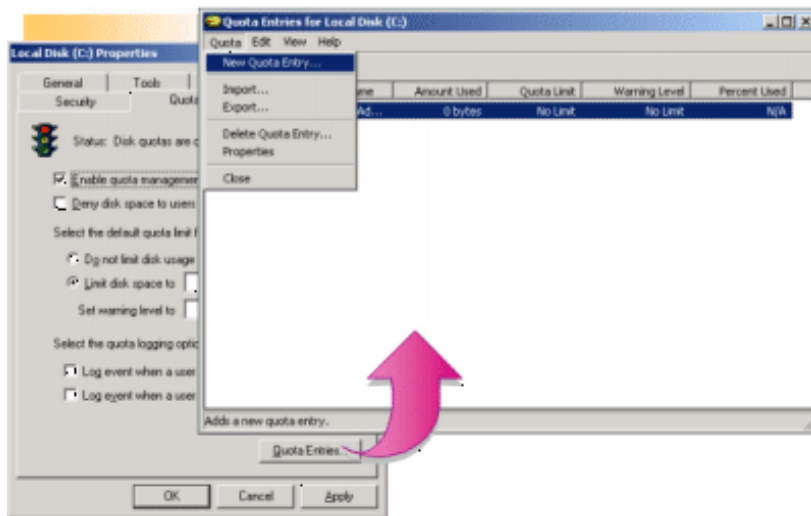 Quota Entries for Local Disk (C:)
Quota Edit View Help
New Quota Entry...
Import...
Export...
Delete Quota Entry...
Properties
Close
me Amount Used Quota Limit Warning Level Percent Used
Ad... 0 bytes No Limit No Limit N/A
Adds a new quota entry.
Local Disk (C:) Properties
General Tools
Security Quota
Status: Disk quotas are
Enable quota managemen
Deny disk space to users
Select the default quota limit
Do not limit disk usage
Limit disk space to
Set warning level to
Select the quota logging optio
Log event when a user
Log event when a user
Quota Entries...
OK Cancel Apply